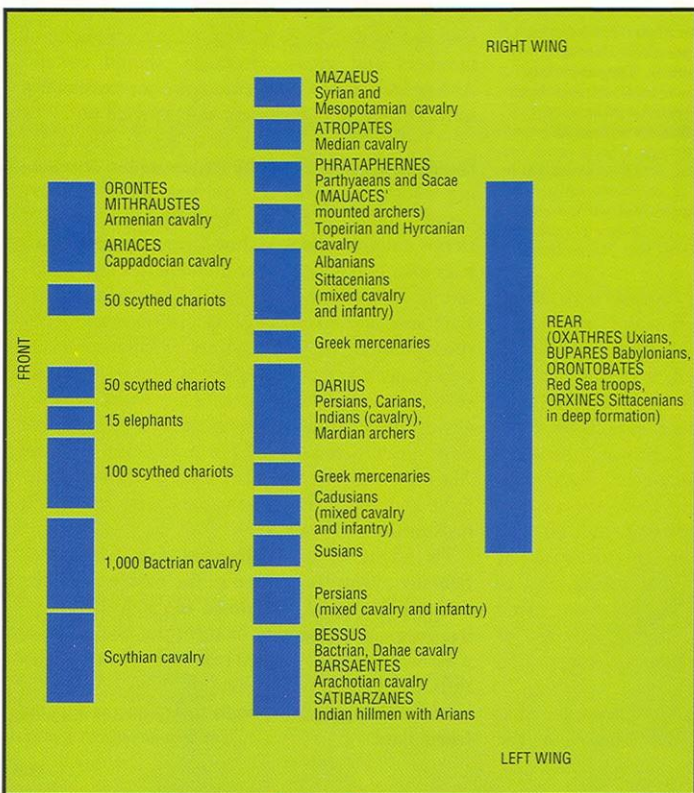 RIGHT WING
FRONT
ORONTES
MITHRAUSTES
Armenian cavalry
ARIACES
Cappadocian cavalry
50 scythed chariots
50 scythed chariots
15 elephants
100 scythed chariots
1,000 Bactrian cavalry
Scythian cavalry
MAZAEUS
Syrian and
Mesopotamian cavalry
ATROPATES
Median cavalry
PHRATAPHERNES
Parthyaeans and Sacae
(MAUACES'
mounted archers)
Topeirian and Hyrcanian
cavalry
Albanians
Sittacenians
(mixed cavalry
and infantry)
Greek mercenaries
DARIUS
Persians, Carians,
Indians (cavalry),
Mardian archers
Greek mercenaries
Cadusians
(mixed cavalry
and infantry)
Susians
Persians
(mixed cavalry and infantry)
BESSUS
Bactrian, Dahae cavalry
BARSAENTES
Arachotian cavalry
SATIBARZANES
Indian hillmen with Arians
REAR
(OXATHRES Uxians,
BUPARES Babylonians,
ORONTOBATES
Red Sea troops,
ORXINES Sittacenians
in deep formation)
LEFT WING